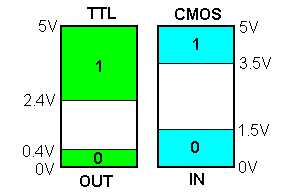 TTL CMOS
5V 5V
1 1
3.5V
2.4V
1.5V
0.4V 0 0
0V 0V
OUT IN